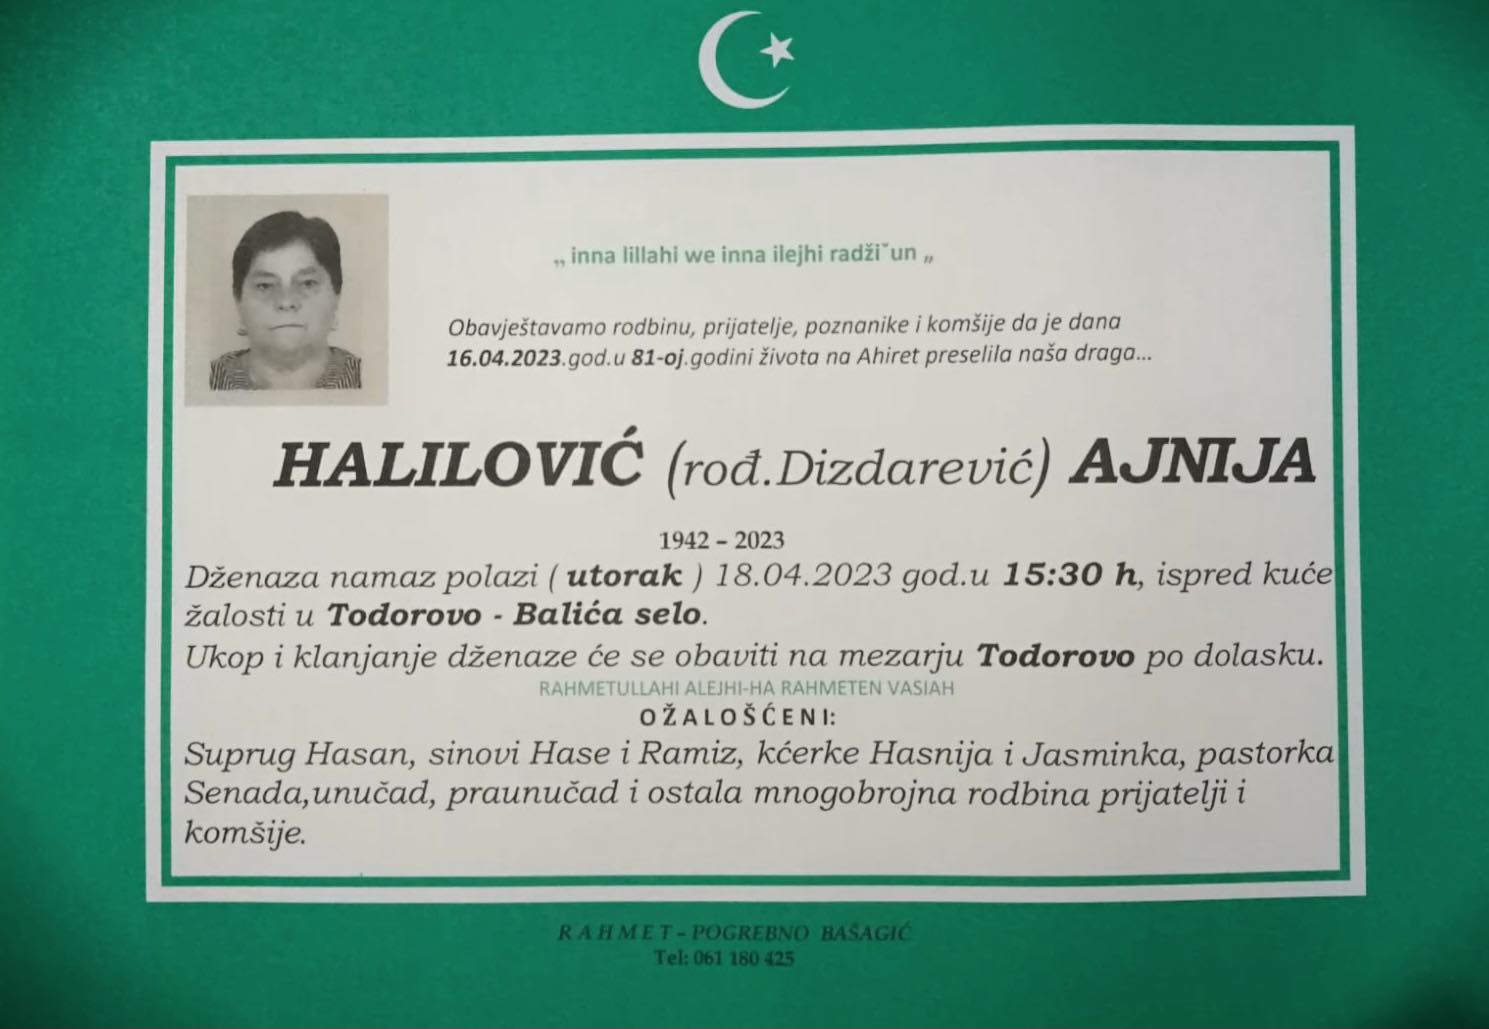 „ inna lillahi we inna ilejhi radžiˇun „
Obavještavamo rodbinu, prijatelje, poznanike i komšije da je dana
16.04.2023.god.u 81-oj.godini života na Ahiret preselila naša draga...
HALILOVIĆ (rođ.Dizdarević) AJNIJA
1942 – 2023
Dženaza namaz polazi ( utorak ) 18.04.2023 god.u 15:30 h, ispred kuće
žalosti u Todorovo - Balića selo.
Ukop i klanjanje dženaze će se obaviti na mezarju Todorovo po dolasku.
RAHMETULLAHI ALEJHI-HA RAHMETEN VASIAH
OŽALOŠĆENI:
Suprug Hasan, sinovi Hase i Ramiz, kćerke Hasnija i Jasminka, pastorka
Senada,unučad, praunučad i ostala mnogobrojna rodbina prijatelji i
komšije.
RAHMET - POGREBNO BAŠAGIĆ
Tel: 061 180 425